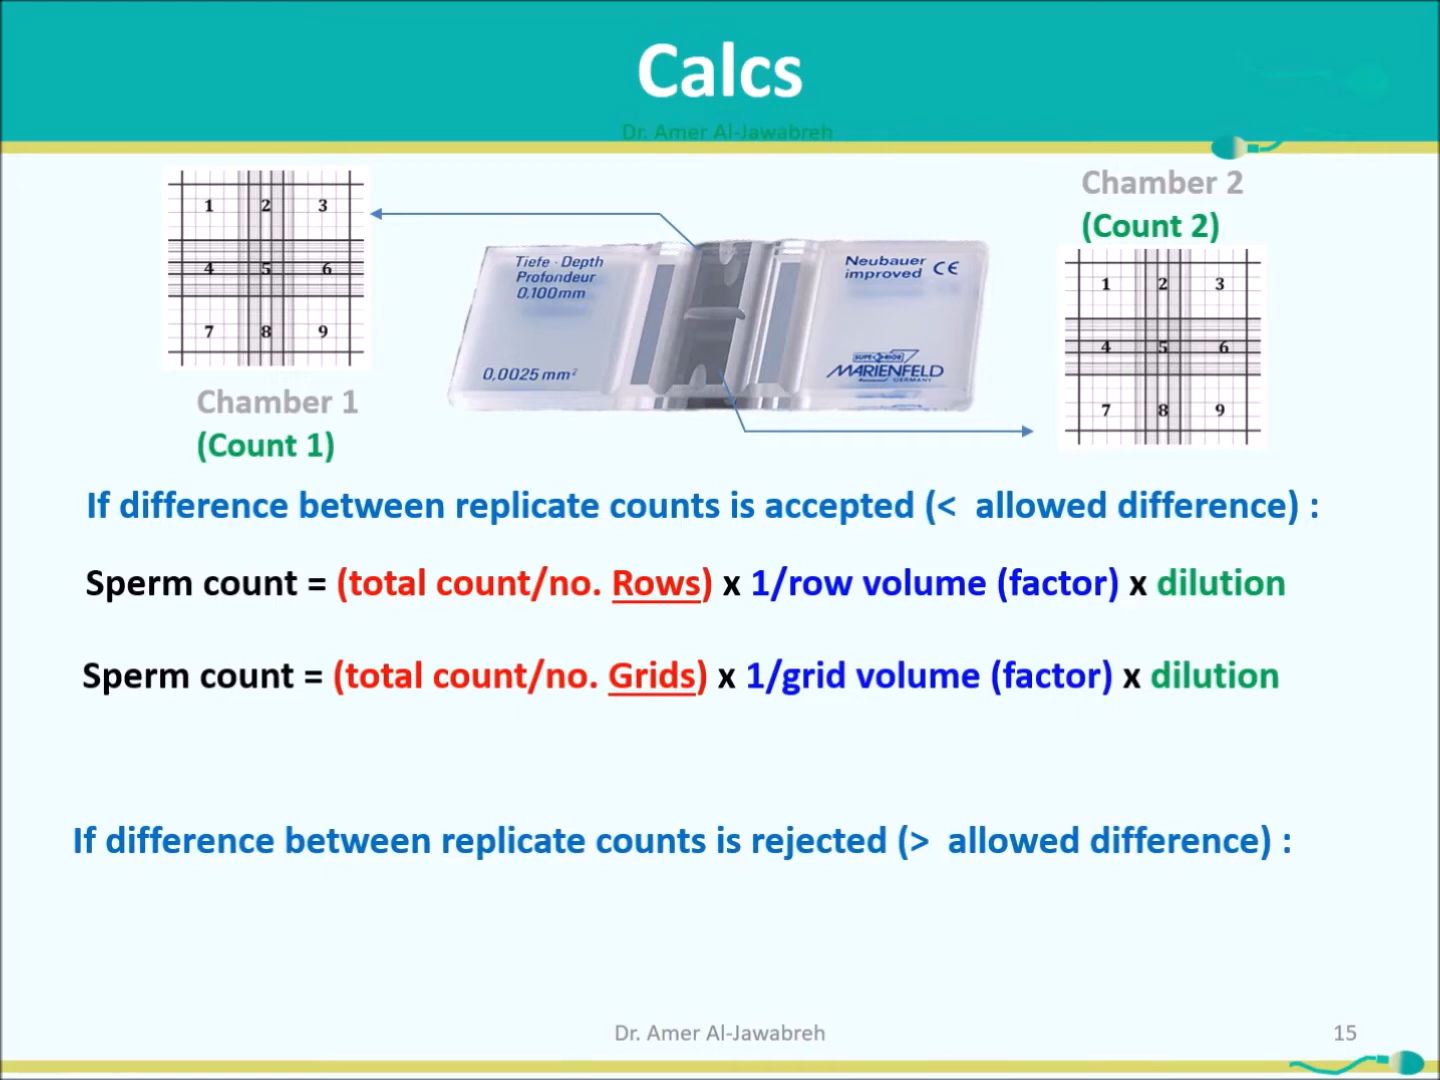 Calcs
Dr. Amer Al-Jawabreh
1 2 3
4 5 6
7 8 9
Chamber 1
(Count 1)
Tiefe · Depth
Profondeur
0.100mm
0,0025 mm²
Neubauer
improved CE
SUPERIOR
MARIENFELD
GERMANY
Chamber 2
(Count 2)
1 2 3
4 5 6
7 8 9
If difference between replicate counts is accepted (< allowed difference) :
Sperm count = (total count/no. Rows) x 1/row volume (factor) x dilution
Sperm count = (total count/no. Grids) x 1/grid volume (factor) x dilution
If difference between replicate counts is rejected (> allowed difference) :
Dr. Amer Al-Jawabreh
15